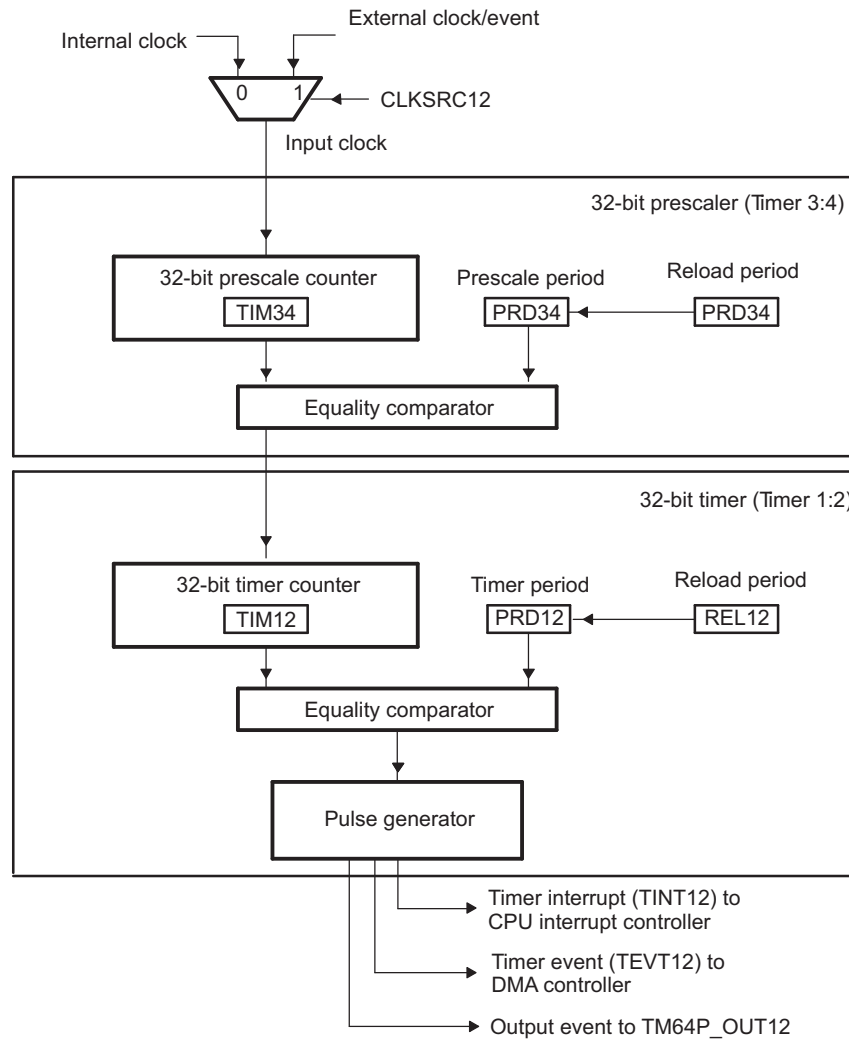 External clock/event
Internal clock
0 1
CLKSRC12
Input clock
32-bit prescaler (Timer 3:4)
32-bit prescale counter
TIM34
Prescale period
PRD34
Reload period
PRD34
Equality comparator
32-bit timer (Timer 1:2)
32-bit timer counter
TIM12
Timer period
PRD12
Reload period
REL12
Equality comparator
Pulse generator
Timer interrupt (TINT12) to
CPU interrupt controller
Timer event (TEVT12) to
DMA controller
Output event to TM64P_OUT12